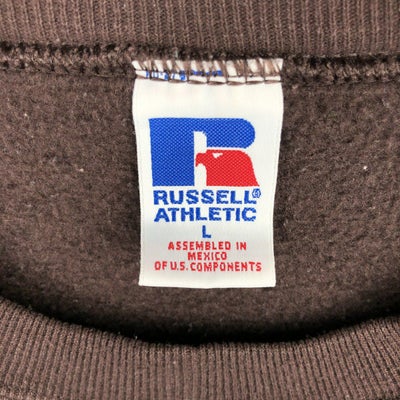 RUSSELL®
ATHLETIC
L
ASSEMBLED IN
MEXICO
OF U.S. COMPONENTS